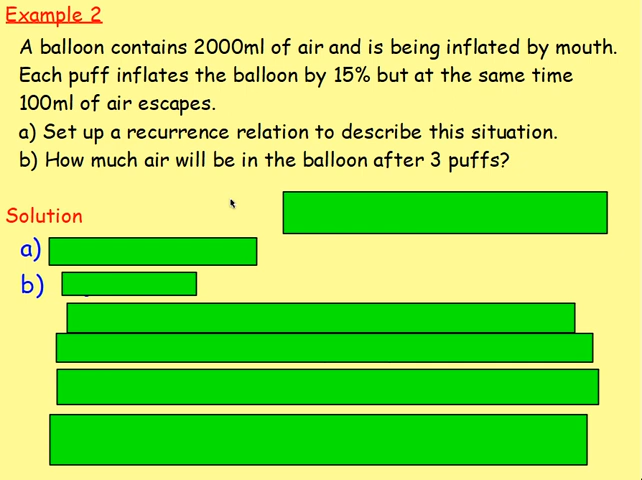 Example 2
A balloon contains 2000ml of air and is being inflated by mouth.
Each puff inflates the balloon by 15% but at the same time
100ml of air escapes.
a) Set up a recurrence relation to describe this situation.
b) How much air will be in the balloon after 3 puffs?
Solution
a)
b)